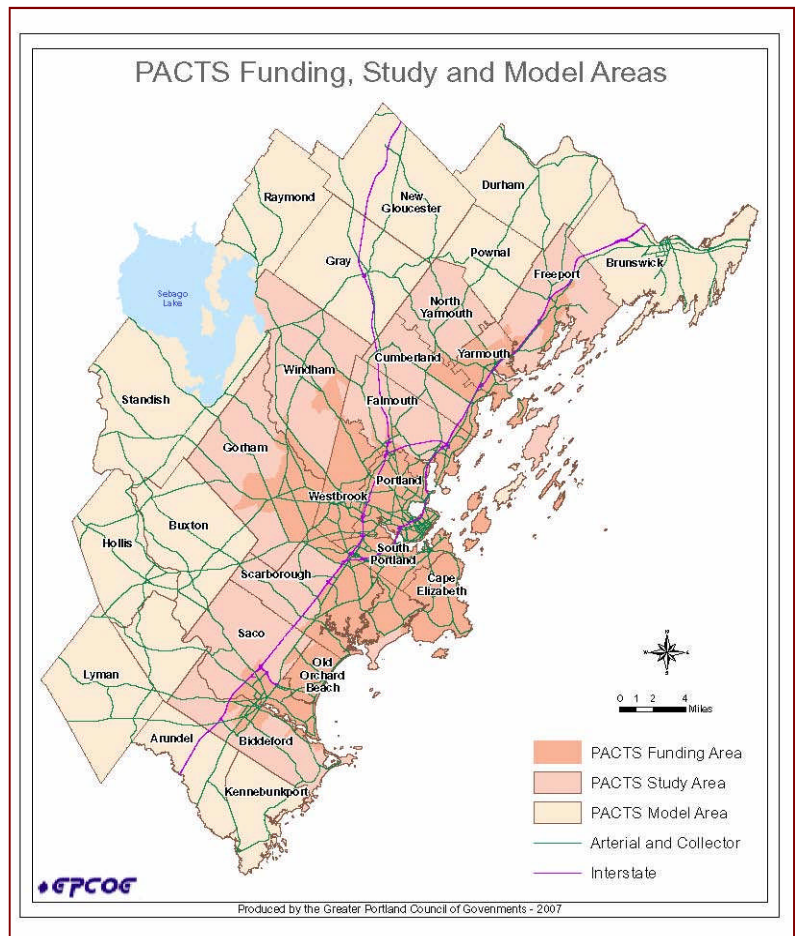 PACTS Funding, Study and Model Areas
Durham
Raymond
New
Gloucester
Pownal
Gray
Brunswick
Freeport
Sebago
Lake
North
Yarmouth
Yarmouth
Cumberland
Windham
Standish
Falmouth
Gorham
Portland
Westbrook
Buxton
Hollis
South
Portland
Scarborough
Cape
Elizabeth
Saco
N
W
E
S
Old
Orchard
Beach
Lyman
0 1 2 4
Miles
Arundel
Biddeford
PACTS Funding Area
PACTS Study Area
Kennebunkport
PACTS Model Area
Arterial and Collector
Interstate
GPCOG
Produced by the Greater Portland Council of Govenments - 2007